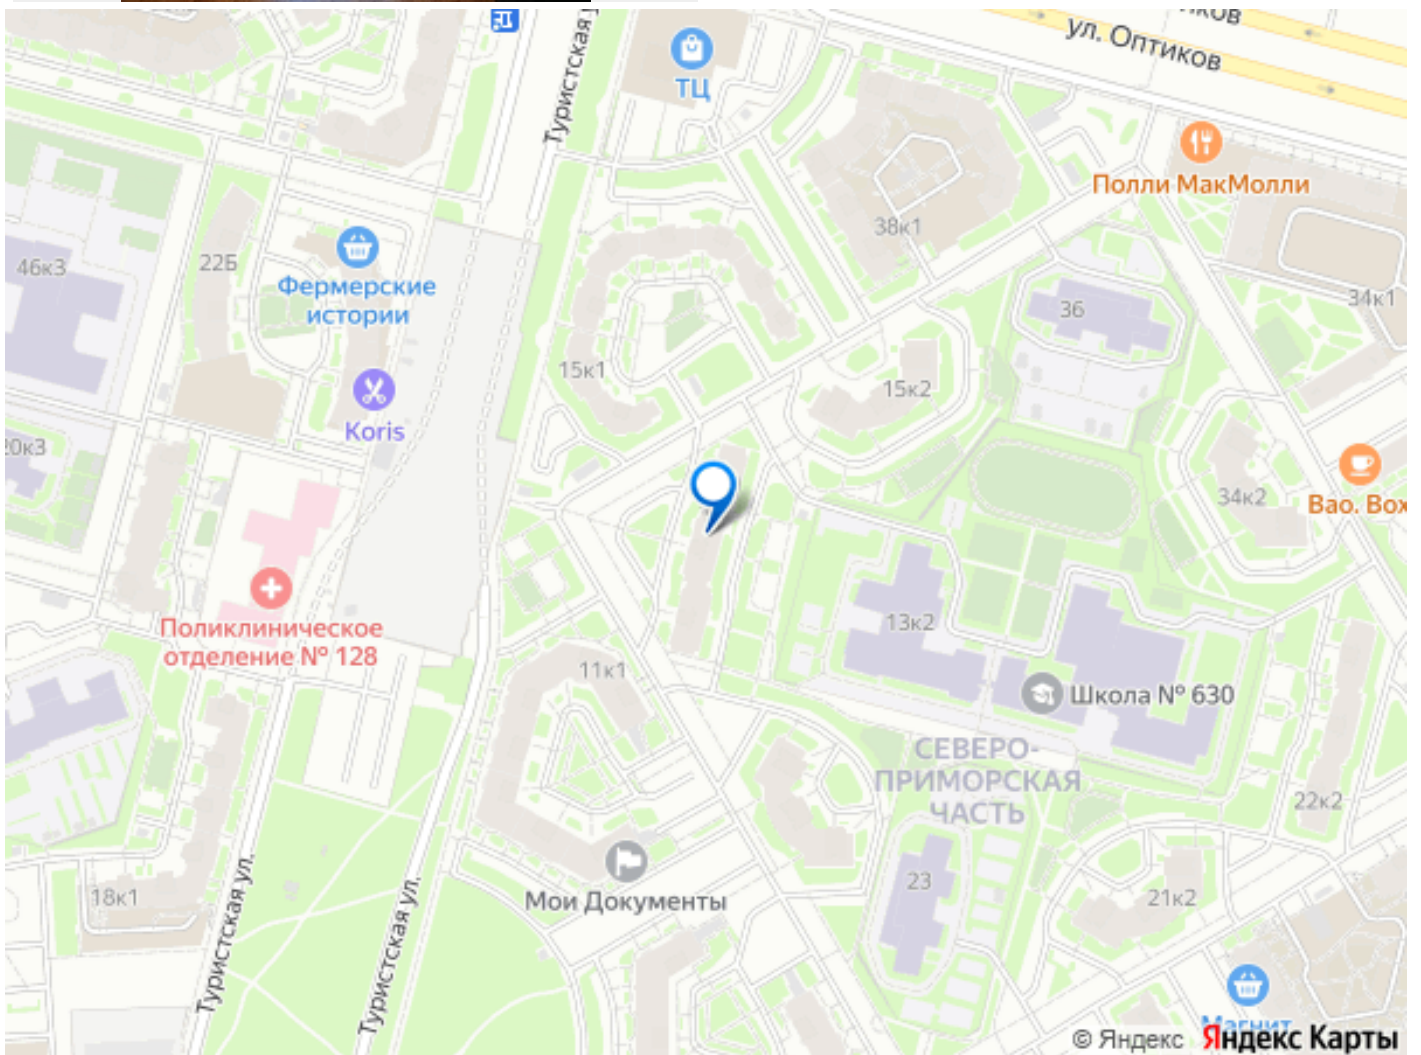 ул. Оптиков
Туристская у
ТЦ
Полли МакМолли
38к1
46к3
22Б
Фермерские
истории
36
34к1
15к1
15к2
Koris
20к3
34к2
Вао. Вох
13к2
Поликлиническое
отделение № 128
11к1
Школа № 630
СЕВЕРО-
ПРИМОРСКАЯ
ЧАСТЬ
22к2
23
18к1
Мои Документы
21к2
Туристская ул.
Туристская ул.
Магнит
© Яндекс Яндекс Карты